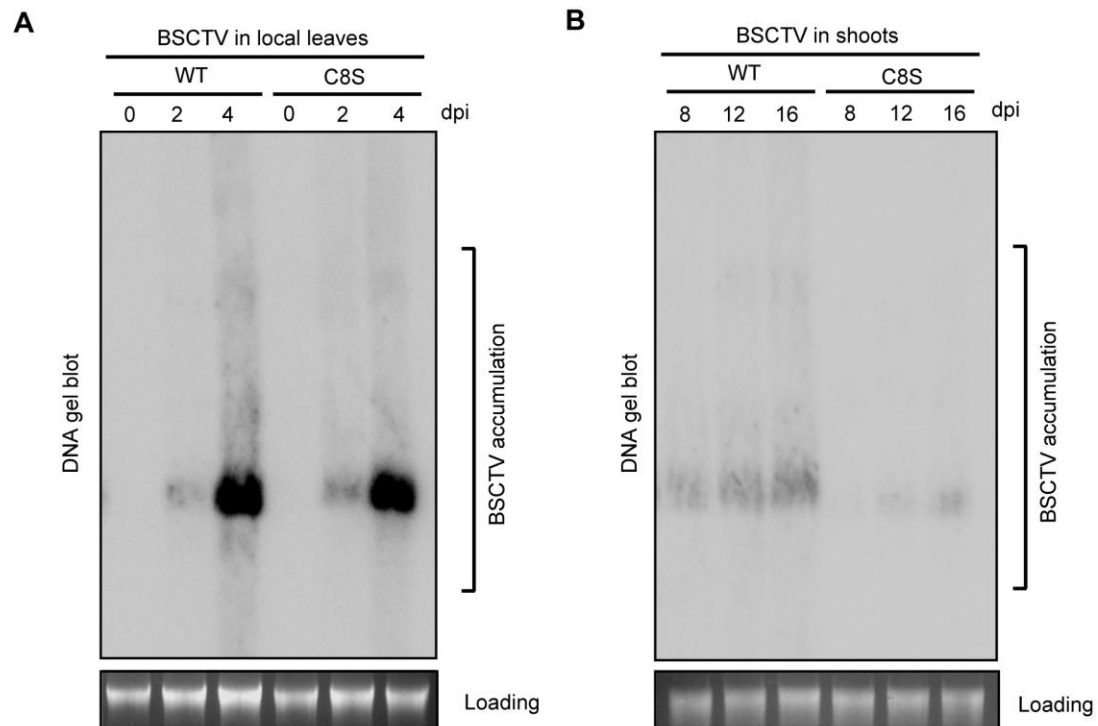 A
BSCTV in local leaves
WT C8S
0 2 4 0 2 4 dpi
DNA gel blot
BSCTV accumulation
Loading
B
BSCTV in shoots
WT C8S
8 12 16 8 12 16 dpi
DNA gel blot
BSCTV accumulation
Loading